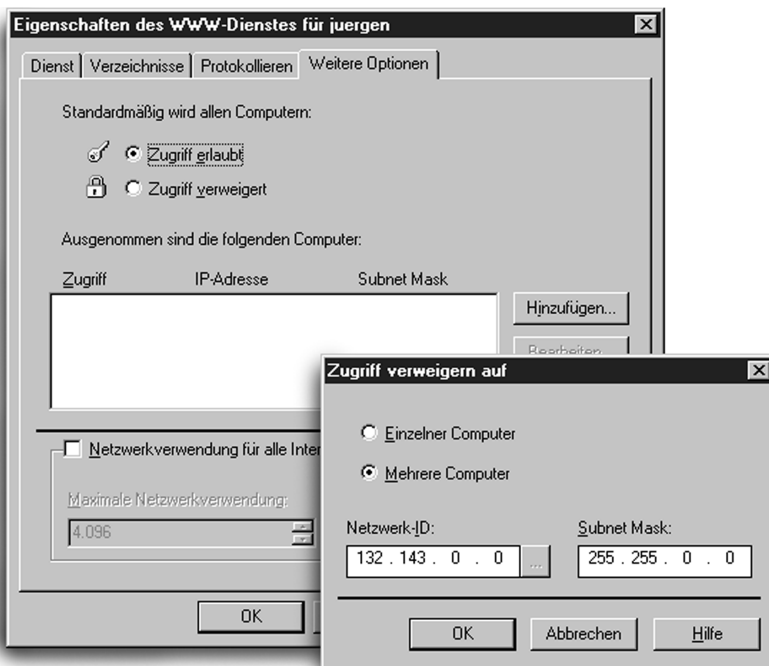 Eigenschaften des WWW-Dienstes für juergen
Dienst Verzeichnisse Protokollieren Weitere Optionen
Standardmäßig wird allen Computern:
Zugriff erlaubt
Zugriff verweigert
Ausgenommen sind die folgenden Computer:
Zugriff IP-Adresse Subnet Mask
Hinzufügen...
Bearbeiten...
Netzwerkverwendung für alle Inter
Maximale Netzwerkverwendung:
4.096
OK
Zugriff verweigern auf
Einzelner Computer
Mehrere Computer
Netzwerk-ID: Subnet Mask:
132 . 143 . 0 . 0 ... 255 . 255 . 0 . 0
OK Abbrechen Hilfe